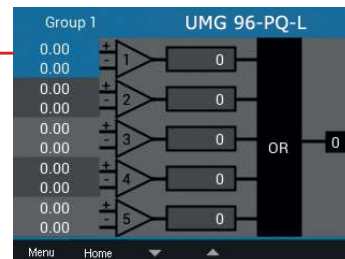 Group 1 UMG 96-PQ-L
0.00 + 1 0
0.00 -
0.00 + 2 0
0.00 -
0.00 + 3 0
0.00 -
OR 0
0.00 + 4 0
0.00 -
0.00 + 5 0
0.00 -
Menu Home